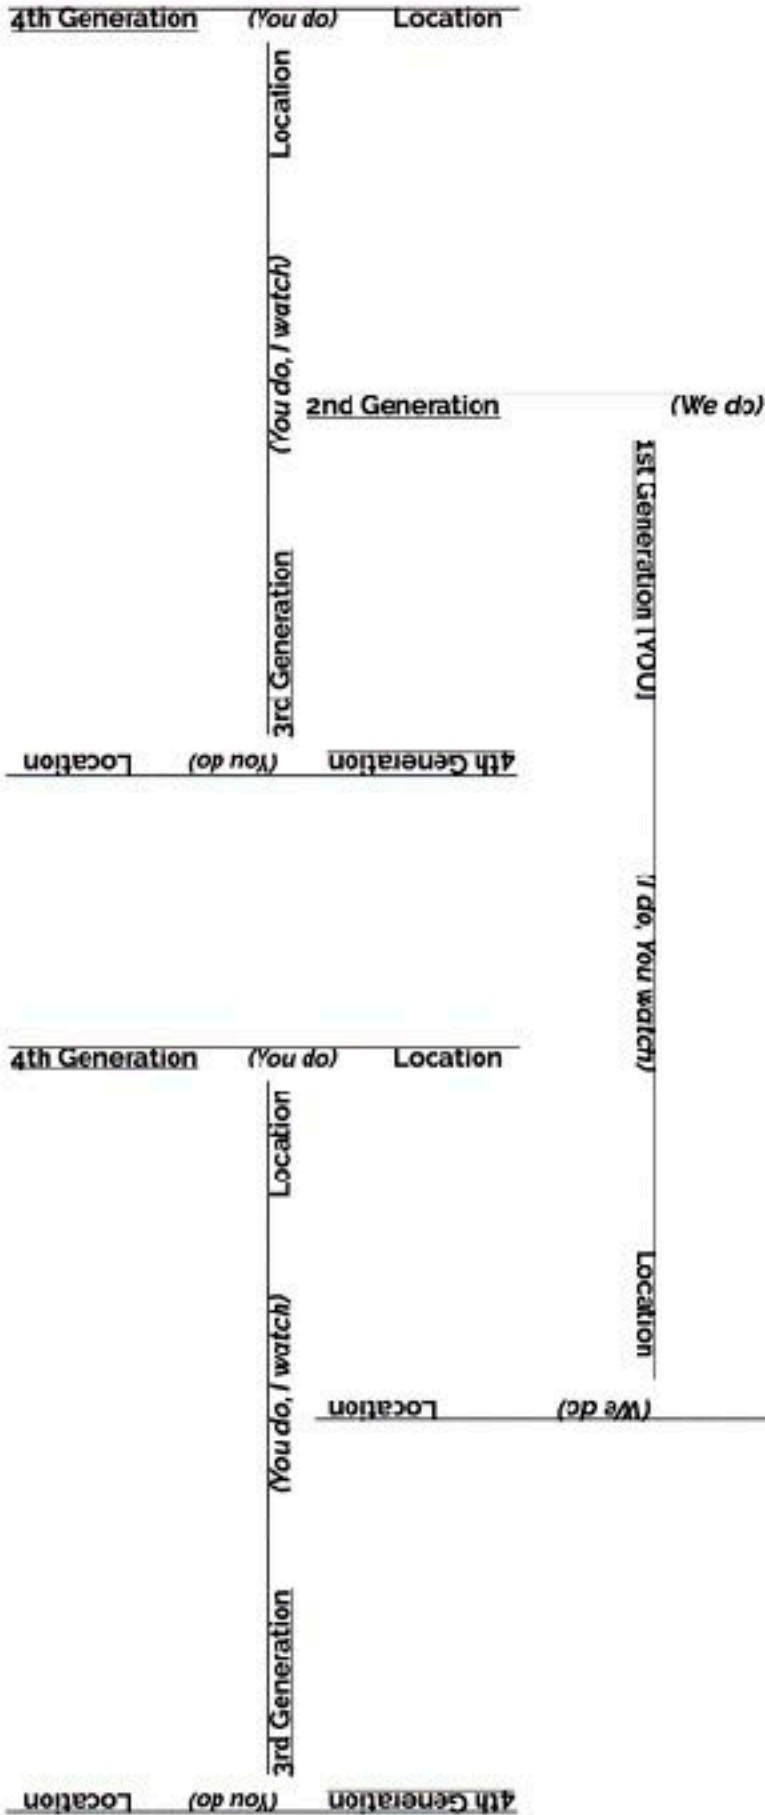 4th Generation (You do) Location
Location
(You do, I watch)
3rd Generation
2nd Generation (We do)
1st Generation [YOU]
(I do, You watch)
Location
4th Generation (You do) Location
4th Generation (You do) Location
Location
(You do, I watch)
3rd Generation
(We do) Location
4th Generation (You do) Location